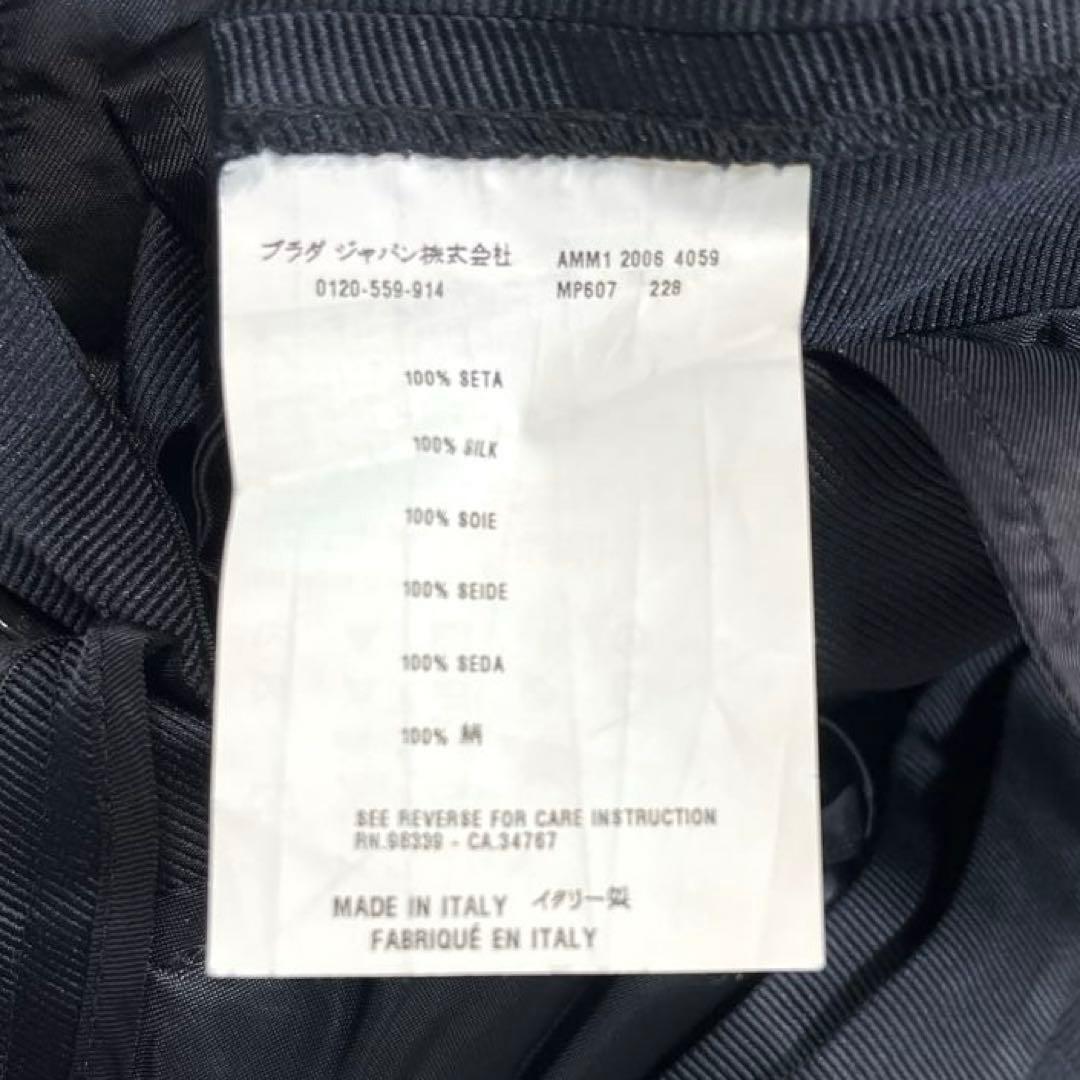 プラダ ジャパン株式会社 AMM1 2006 4059
0120-559-914 MP607 228
100% SETA
100% SILK
100% SOIE
100% SEIDE
100% SEDA
100% 絹
SEE REVERSE FOR CARE INSTRUCTION
RN.96339 - CA.34767
MADE IN ITALY イタリー製
FABRIQUÉ EN ITALY